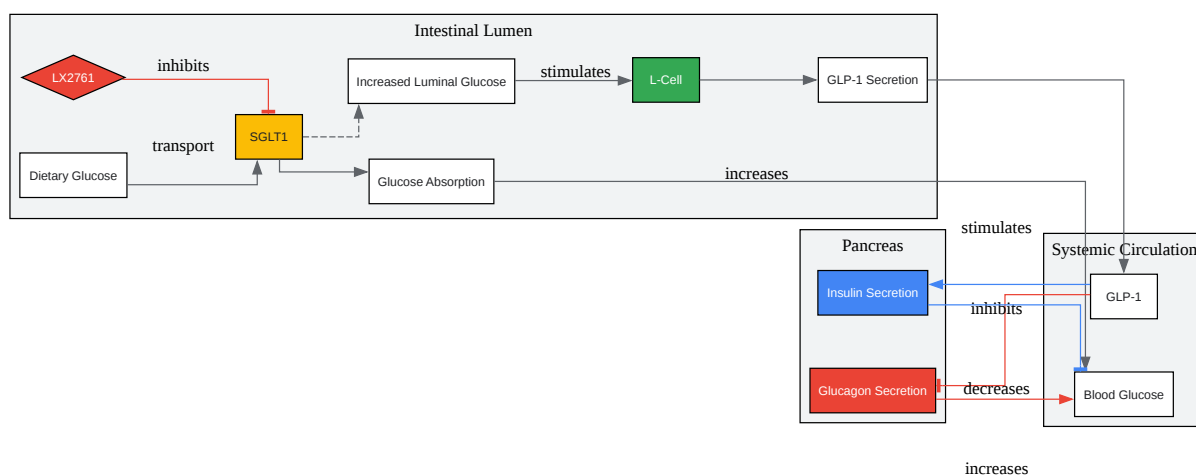 Intestinal Lumen
LX2761
inhibits
Increased Luminal Glucose
stimulates
L-Cell
GLP-1 Secretion
SGLT1
transport
Dietary Glucose
Glucose Absorption
increases
stimulates
Pancreas
Systemic Circulation
Insulin Secretion
GLP-1
inhibits
Glucagon Secretion
decreases
Blood Glucose
increases